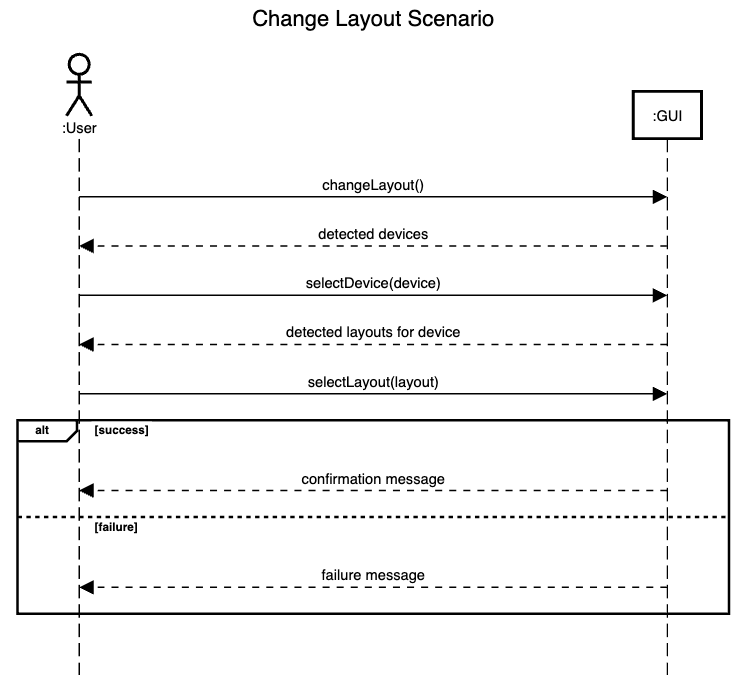 Change Layout Scenario
:User
:GUI
changeLayout()
detected devices
selectDevice(device)
detected layouts for device
selectLayout(layout)
alt
[success]
confirmation message
[failure]
failure message